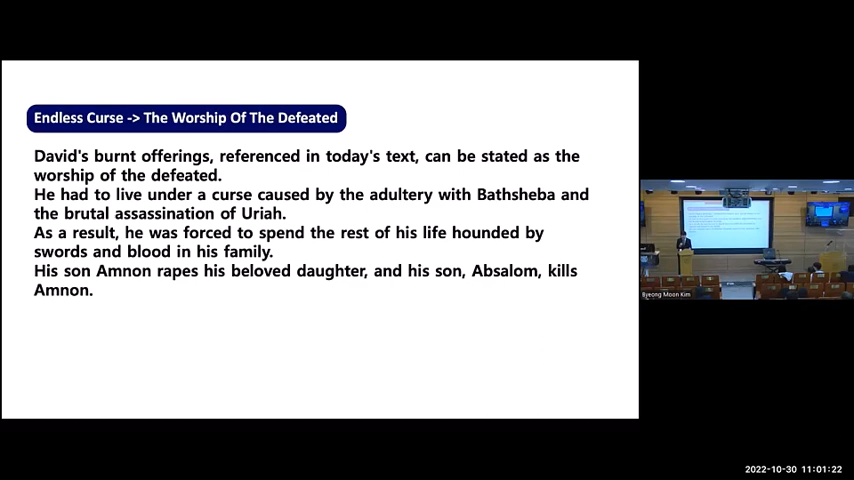 Endless Curse -> The Worship Of The Defeated
David's burnt offerings, referenced in today's text, can be stated as the
worship of the defeated.
He had to live under a curse caused by the adultery with Bathsheba and
the brutal assassination of Uriah.
As a result, he was forced to spend the rest of his life hounded by
swords and blood in his family.
His son Amnon rapes his beloved daughter, and his son, Absalom, kills
Amnon.
Byeong Moon Kim
2022-10-30 11:01:22